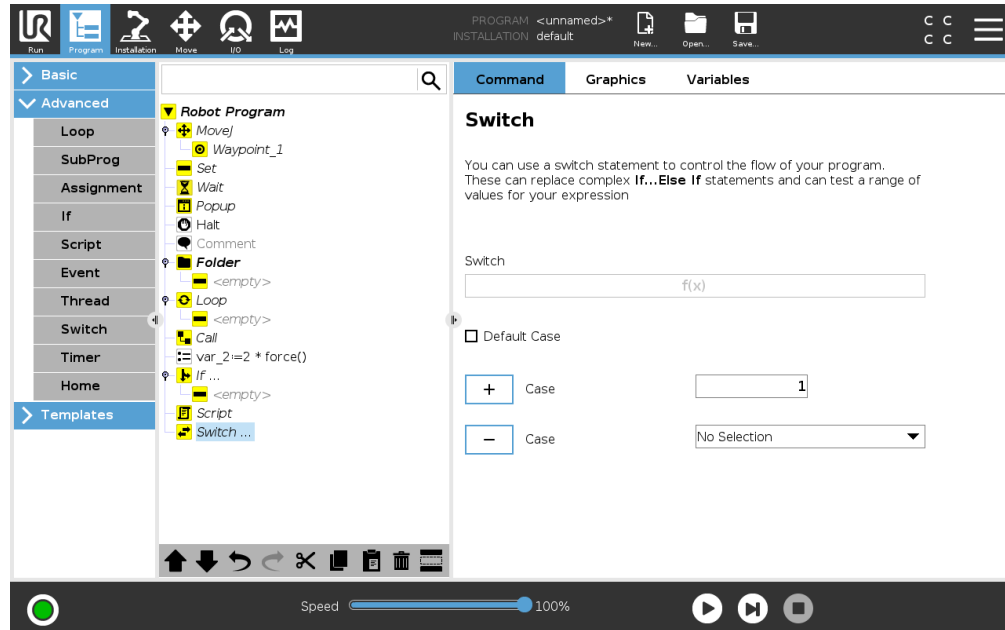 UR
Run
Program
Installation
Move
I/O
Log
PROGRAM <unnamed>*
INSTALLATION default
New...
Open...
Save...
C C
C C
Basic
Advanced
Loop
SubProg
Assignment
If
Script
Event
Thread
Switch
Timer
Home
Templates
Robot Program
MoveJ
Waypoint_1
Set
Wait
Popup
Halt
Comment
Folder
<empty>
Loop
<empty>
Call
var_2:=2 * force()
If ...
<empty>
Script
Switch ...
Command
Graphics
Variables
Switch
You can use a switch statement to control the flow of your program.
These can replace complex If...Else If statements and can test a range of
values for your expression
Switch
f(x)
Default Case
+ Case 1
− Case No Selection
Speed 100%